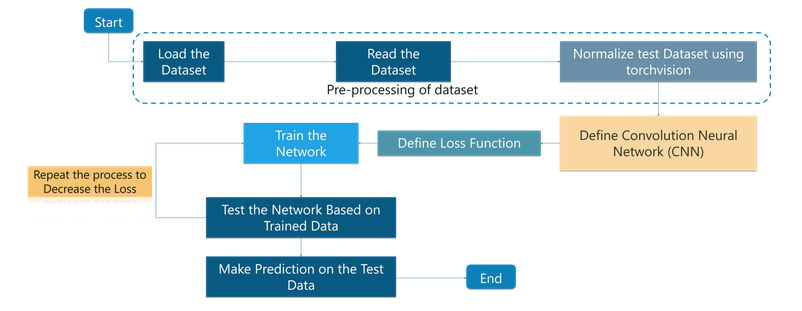 Start
Load the
Dataset
Read the
Dataset
Normalize test Dataset using
torchvision
Pre-processing of dataset
Define Convolution Neural
Network (CNN)
Define Loss Function
Train the
Network
Repeat the process to
Decrease the Loss
Test the Network Based on
Trained Data
Make Prediction on the Test
Data
End